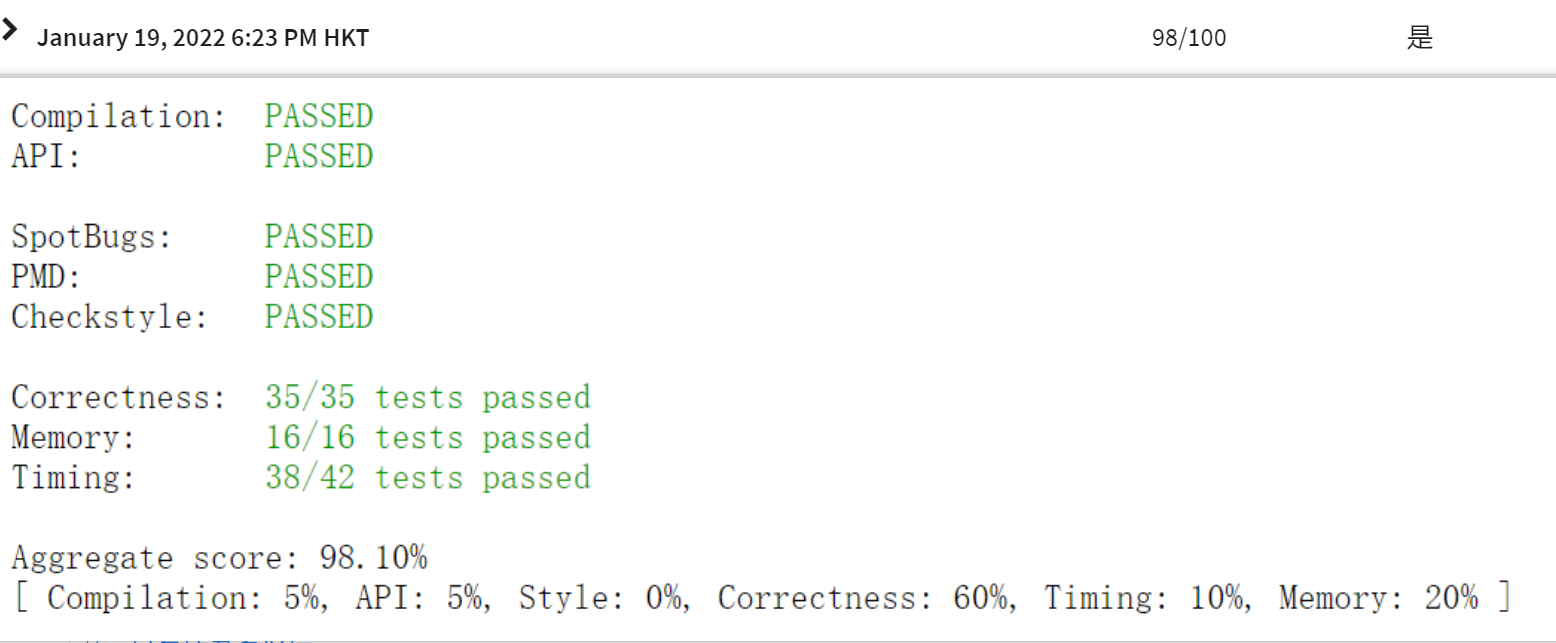 January 19, 2022 6:23 PM HKT 98/100 是
Compilation: PASSED
API: PASSED
SpotBugs: PASSED
PMD: PASSED
Checkstyle: PASSED
Correctness: 35/35 tests passed
Memory: 16/16 tests passed
Timing: 38/42 tests passed
Aggregate score: 98.10%
[ Compilation: 5%, API: 5%, Style: 0%, Correctness: 60%, Timing: 10%, Memory: 20% ]